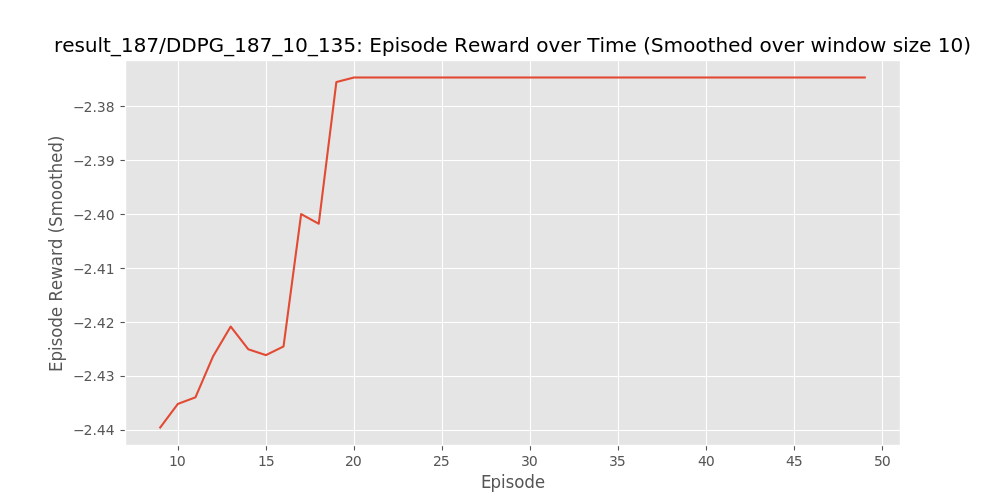 result_187/DDPG_187_10_135: Episode Reward over Time (Smoothed over window size 10)
Episode Reward (Smoothed)
−2.38
−2.39
−2.40
−2.41
−2.42
−2.43
−2.44
10 15 20 25 30 35 40 45 50
Episode